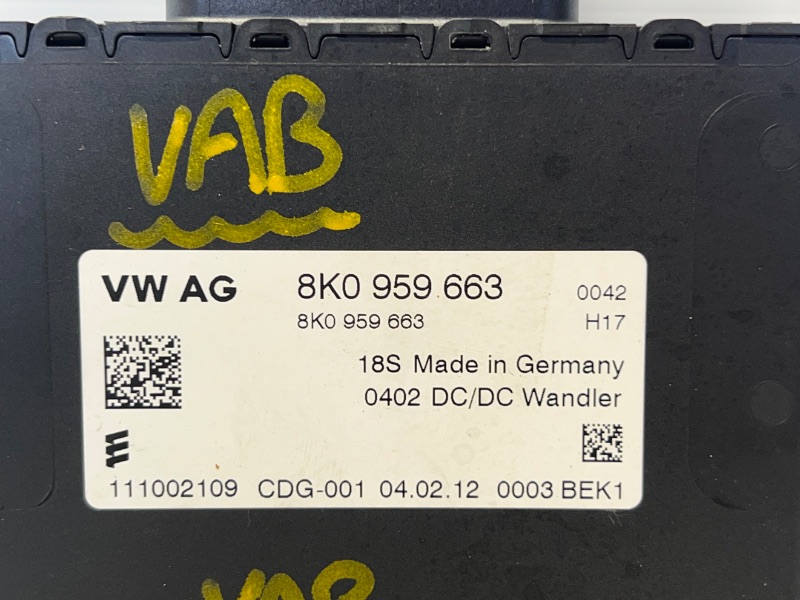 VAB
VW AG 8K0 959 663 0042
8K0 959 663 H17
18S Made in Germany
0402 DC/DC Wandler
111002109 CDG-001 04.02.12 0003 BEK1